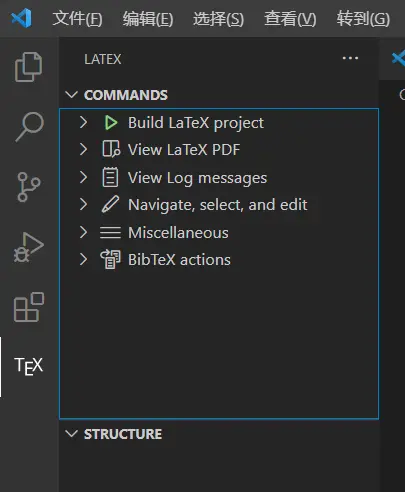 文件(F) 编辑(E) 选择(S) 查看(V) 转到(G)
LATEX
COMMANDS
Build LaTeX project
View LaTeX PDF
View Log messages
Navigate, select, and edit
Miscellaneous
BibTeX actions
TEX
STRUCTURE